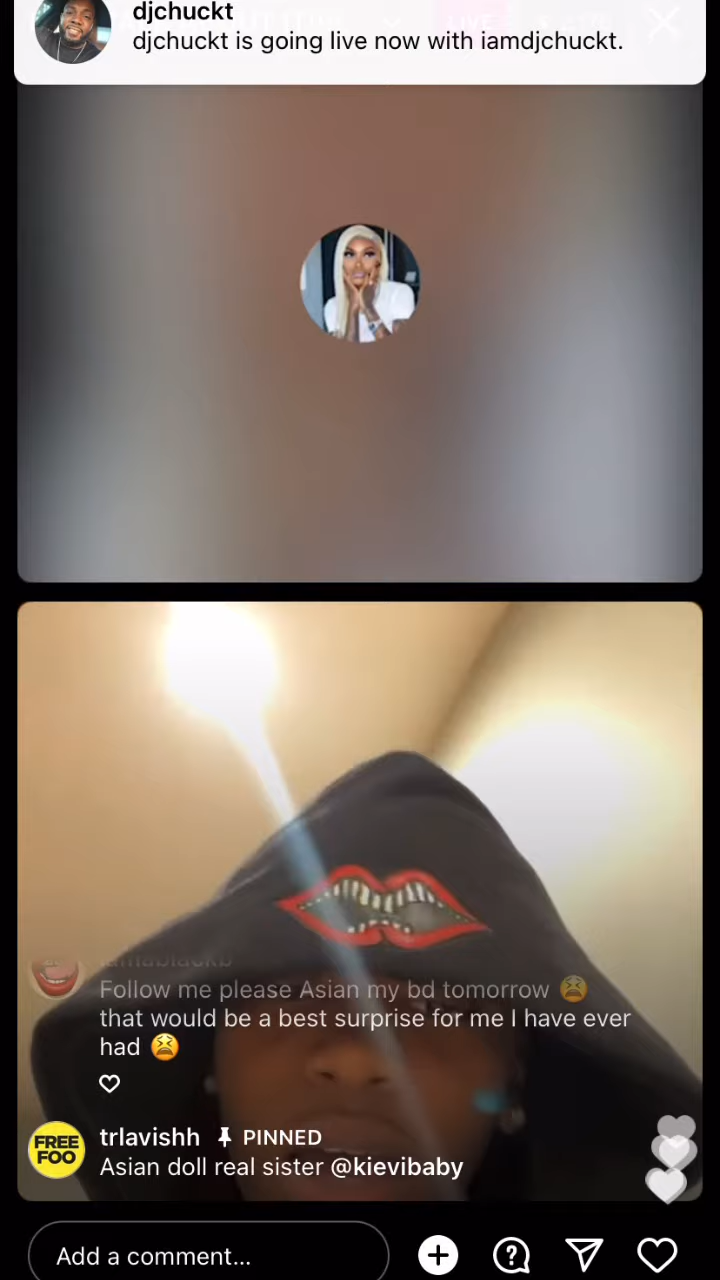 djchuckt
djchuckt is going live now with iamdjchuckt.
iamablackb
Follow me please Asian my bd tomorrow 😫
that would be a best surprise for me I have ever
had 😫
FREE
FOO
trlavishh PINNED
Asian doll real sister @kievibaby
Add a comment...